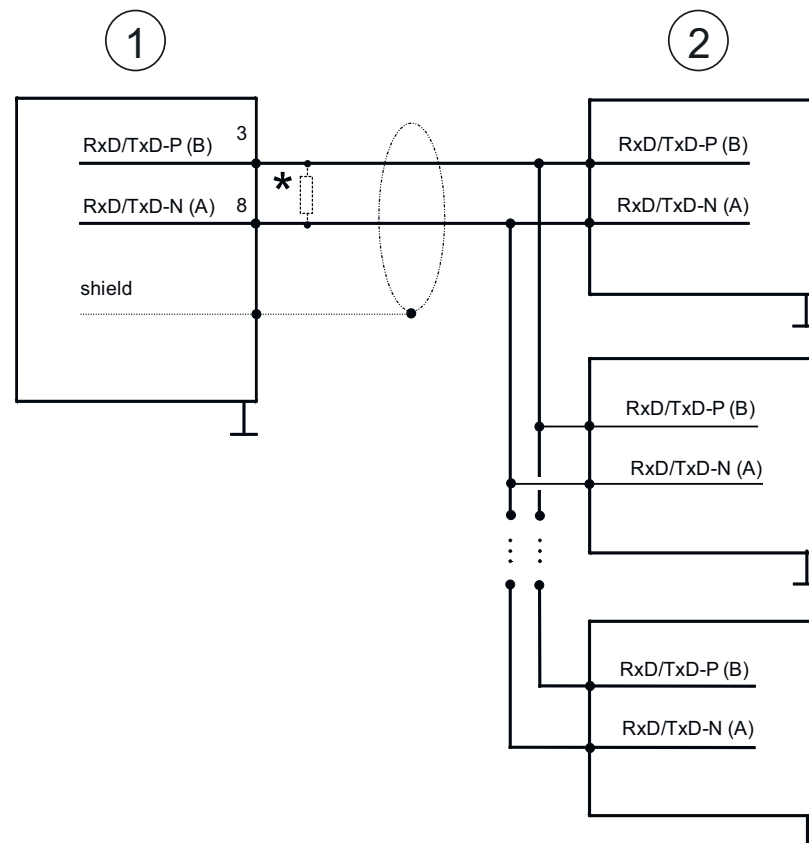 1
2
RxD/TxD-P (B) 3
RxD/TxD-N (A) 8
*
shield
RxD/TxD-P (B)
RxD/TxD-N (A)
RxD/TxD-P (B)
RxD/TxD-N (A)
RxD/TxD-P (B)
RxD/TxD-N (A)